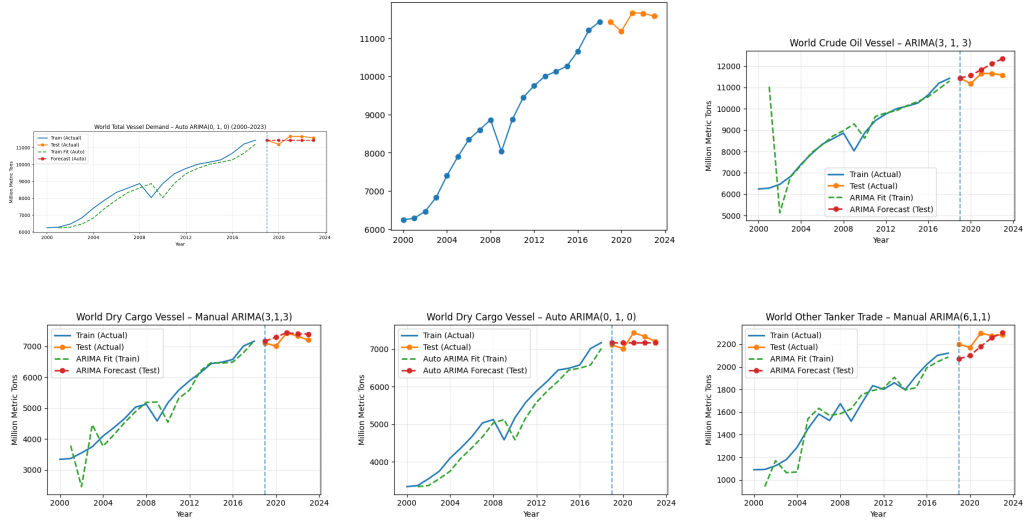 World Total Vessel Demand – Auto ARIMA(0, 1, 0) (2000–2023)
Train (Actual)
Test (Actual)
Train Fit (Auto)
Forecast (Auto)
11000
10000
9000
8000
7000
6000
2000
2004
2008
2012
2016
2020
2024
Million Metric Tons
Year
11000
10000
9000
8000
7000
6000
2000
2004
2008
2012
2016
2020
2024
World Crude Oil Vessel – ARIMA(3, 1, 3)
12000
11000
10000
9000
8000
7000
6000
5000
Million Metric Tons
Train (Actual)
Test (Actual)
ARIMA Fit (Train)
ARIMA Forecast (Test)
2000
2004
2008
2012
2016
2020
2024
Year
World Dry Cargo Vessel – Manual ARIMA(3,1,3)
Train (Actual)
Test (Actual)
ARIMA Fit (Train)
ARIMA Forecast (Test)
7000
6000
5000
4000
3000
Million Metric Tons
2000
2004
2008
2012
2016
2020
2024
Year
World Dry Cargo Vessel – Auto ARIMA(0, 1, 0)
Train (Actual)
Test (Actual)
Auto ARIMA Fit (Train)
Auto ARIMA Forecast (Test)
7000
6000
5000
4000
Million Metric Tons
2000
2004
2008
2012
2016
2020
2024
Year
World Other Tanker Trade – Manual ARIMA(6,1,1)
Train (Actual)
Test (Actual)
ARIMA Fit (Train)
ARIMA Forecast (Test)
2200
2000
1800
1600
1400
1200
1000
Million Metric Tons
2000
2004
2008
2012
2016
2020
2024
Year